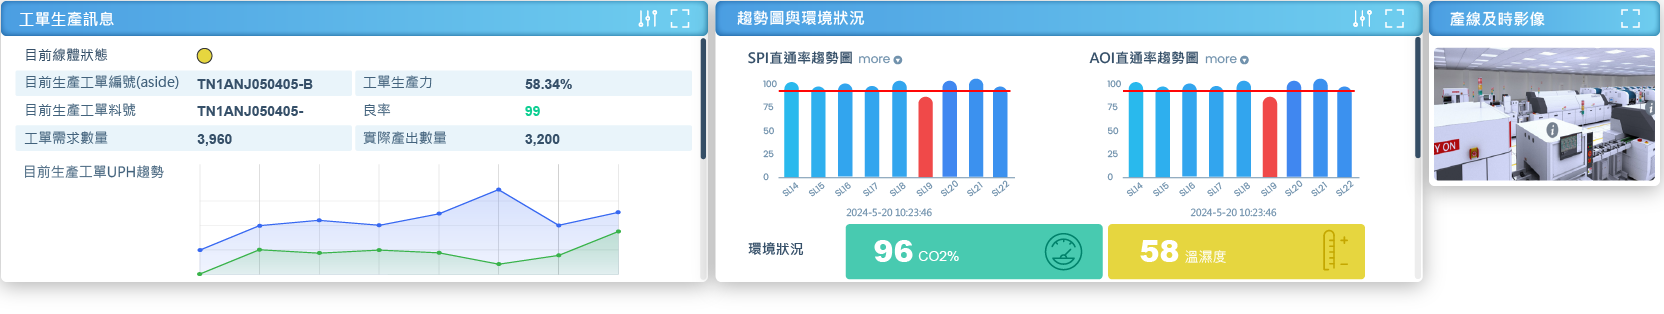 工單生產訊息
目前線體狀態
目前生產工單編號(aside) TN1ANJ050405-B 工單生產力 58.34%
目前生產工單料號 TN1ANJ050405- 良率 99
工單需求數量 3,960 實際產出數量 3,200
目前生產工單UPH趨勢
趨勢圖與環境狀況
SPI直通率趨勢圖 more
100
75
50
25
0
SL14 SL15 SL16 SL17 SL18 SL19 SL20 SL21 SL22
2024-5-20 10:23:46
AOI直通率趨勢圖 more
100
75
50
25
0
SL14 SL15 SL16 SL17 SL18 SL19 SL20 SL21 SL22
2024-5-20 10:23:46
環境狀況
96 CO2%
58 溫濕度
產線及時影像
Y ON